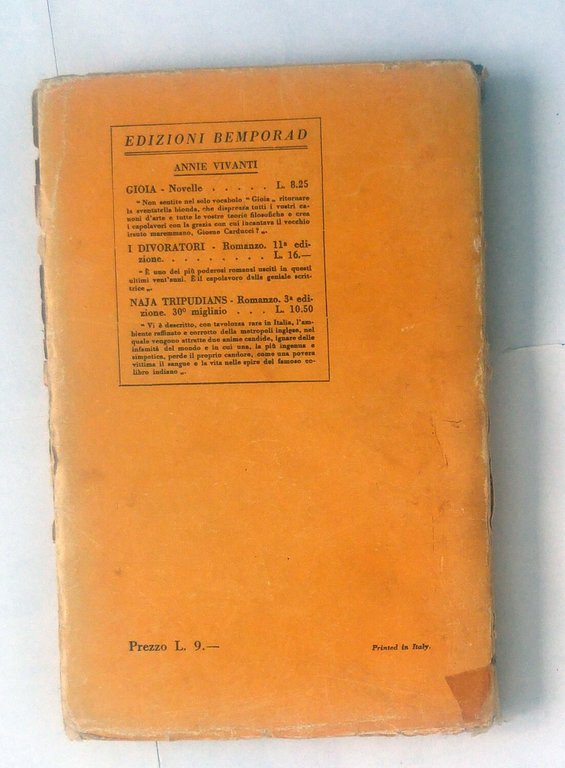 EDIZIONI BEMPORAD
ANNIE VIVANTI
GIOIA - Novelle . . . . . L. 8.25
" Non sentite nel solo vocabolo " Gioia „ ritornare
la sventatella bionda, che disprezza tutti i vostri ca-
noni d'arte e tutte le vostre teorie filosofiche e crea
i capolavori con la grazia con cui incantava il vecchio
irsuto maremmano, Giosue Carducci ? „.
I DIVORATORI - Romanzo. 11ª edi-
zione. . . . . . . . . L. 16.—
" È uno dei più poderosi romanzi usciti in questi
ultimi vent'anni. È il capolavoro della geniale scrit-
trice „.
NAJA TRIPUDIANS - Romanzo. 3ª edi-
zione. 30º migliaio . . . L. 10.50
" Vi è descritto, con tavolozza rara in Italia, l'am-
biente raffinato e corrotto della metropoli inglese, nel
quale vengono attratte due anime candide, ignare delle
infamità del mondo e in cui una, la più ingenua e
simpatica, perde il proprio candore, come una povera
vittima il sangue e la vita nelle spire del famoso co-
libro indiano „.
Prezzo L. 9.—
Printed in Italy.